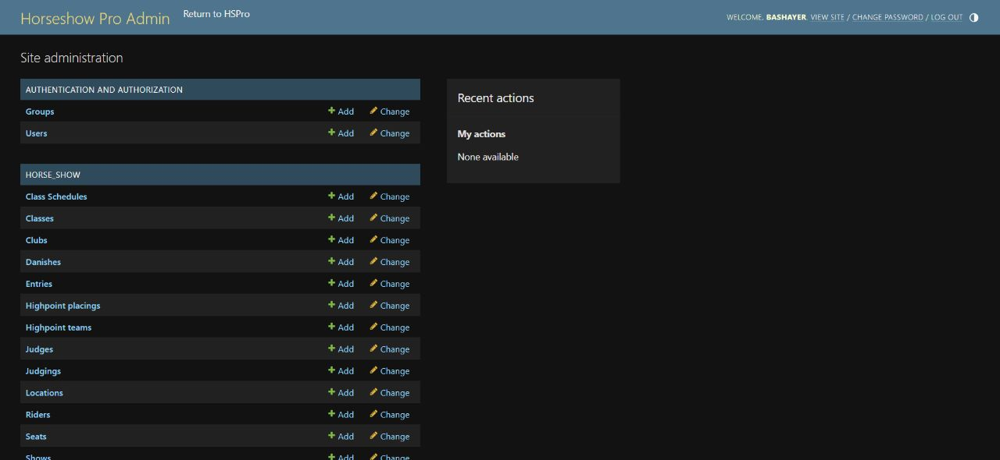 Horseshow Pro Admin Return to HSPro WELCOME, BASHAYER. VIEW SITE / CHANGE PASSWORD / LOG OUT
Site administration
AUTHENTICATION AND AUTHORIZATION
Groups Add Change
Users Add Change
HORSE_SHOW
Class Schedules Add Change
Classes Add Change
Clubs Add Change
Danishes Add Change
Entries Add Change
Highpoint placings Add Change
Highpoint teams Add Change
Judges Add Change
Judgings Add Change
Locations Add Change
Riders Add Change
Seats Add Change
Shows Add Change
Recent actions
My actions
None available